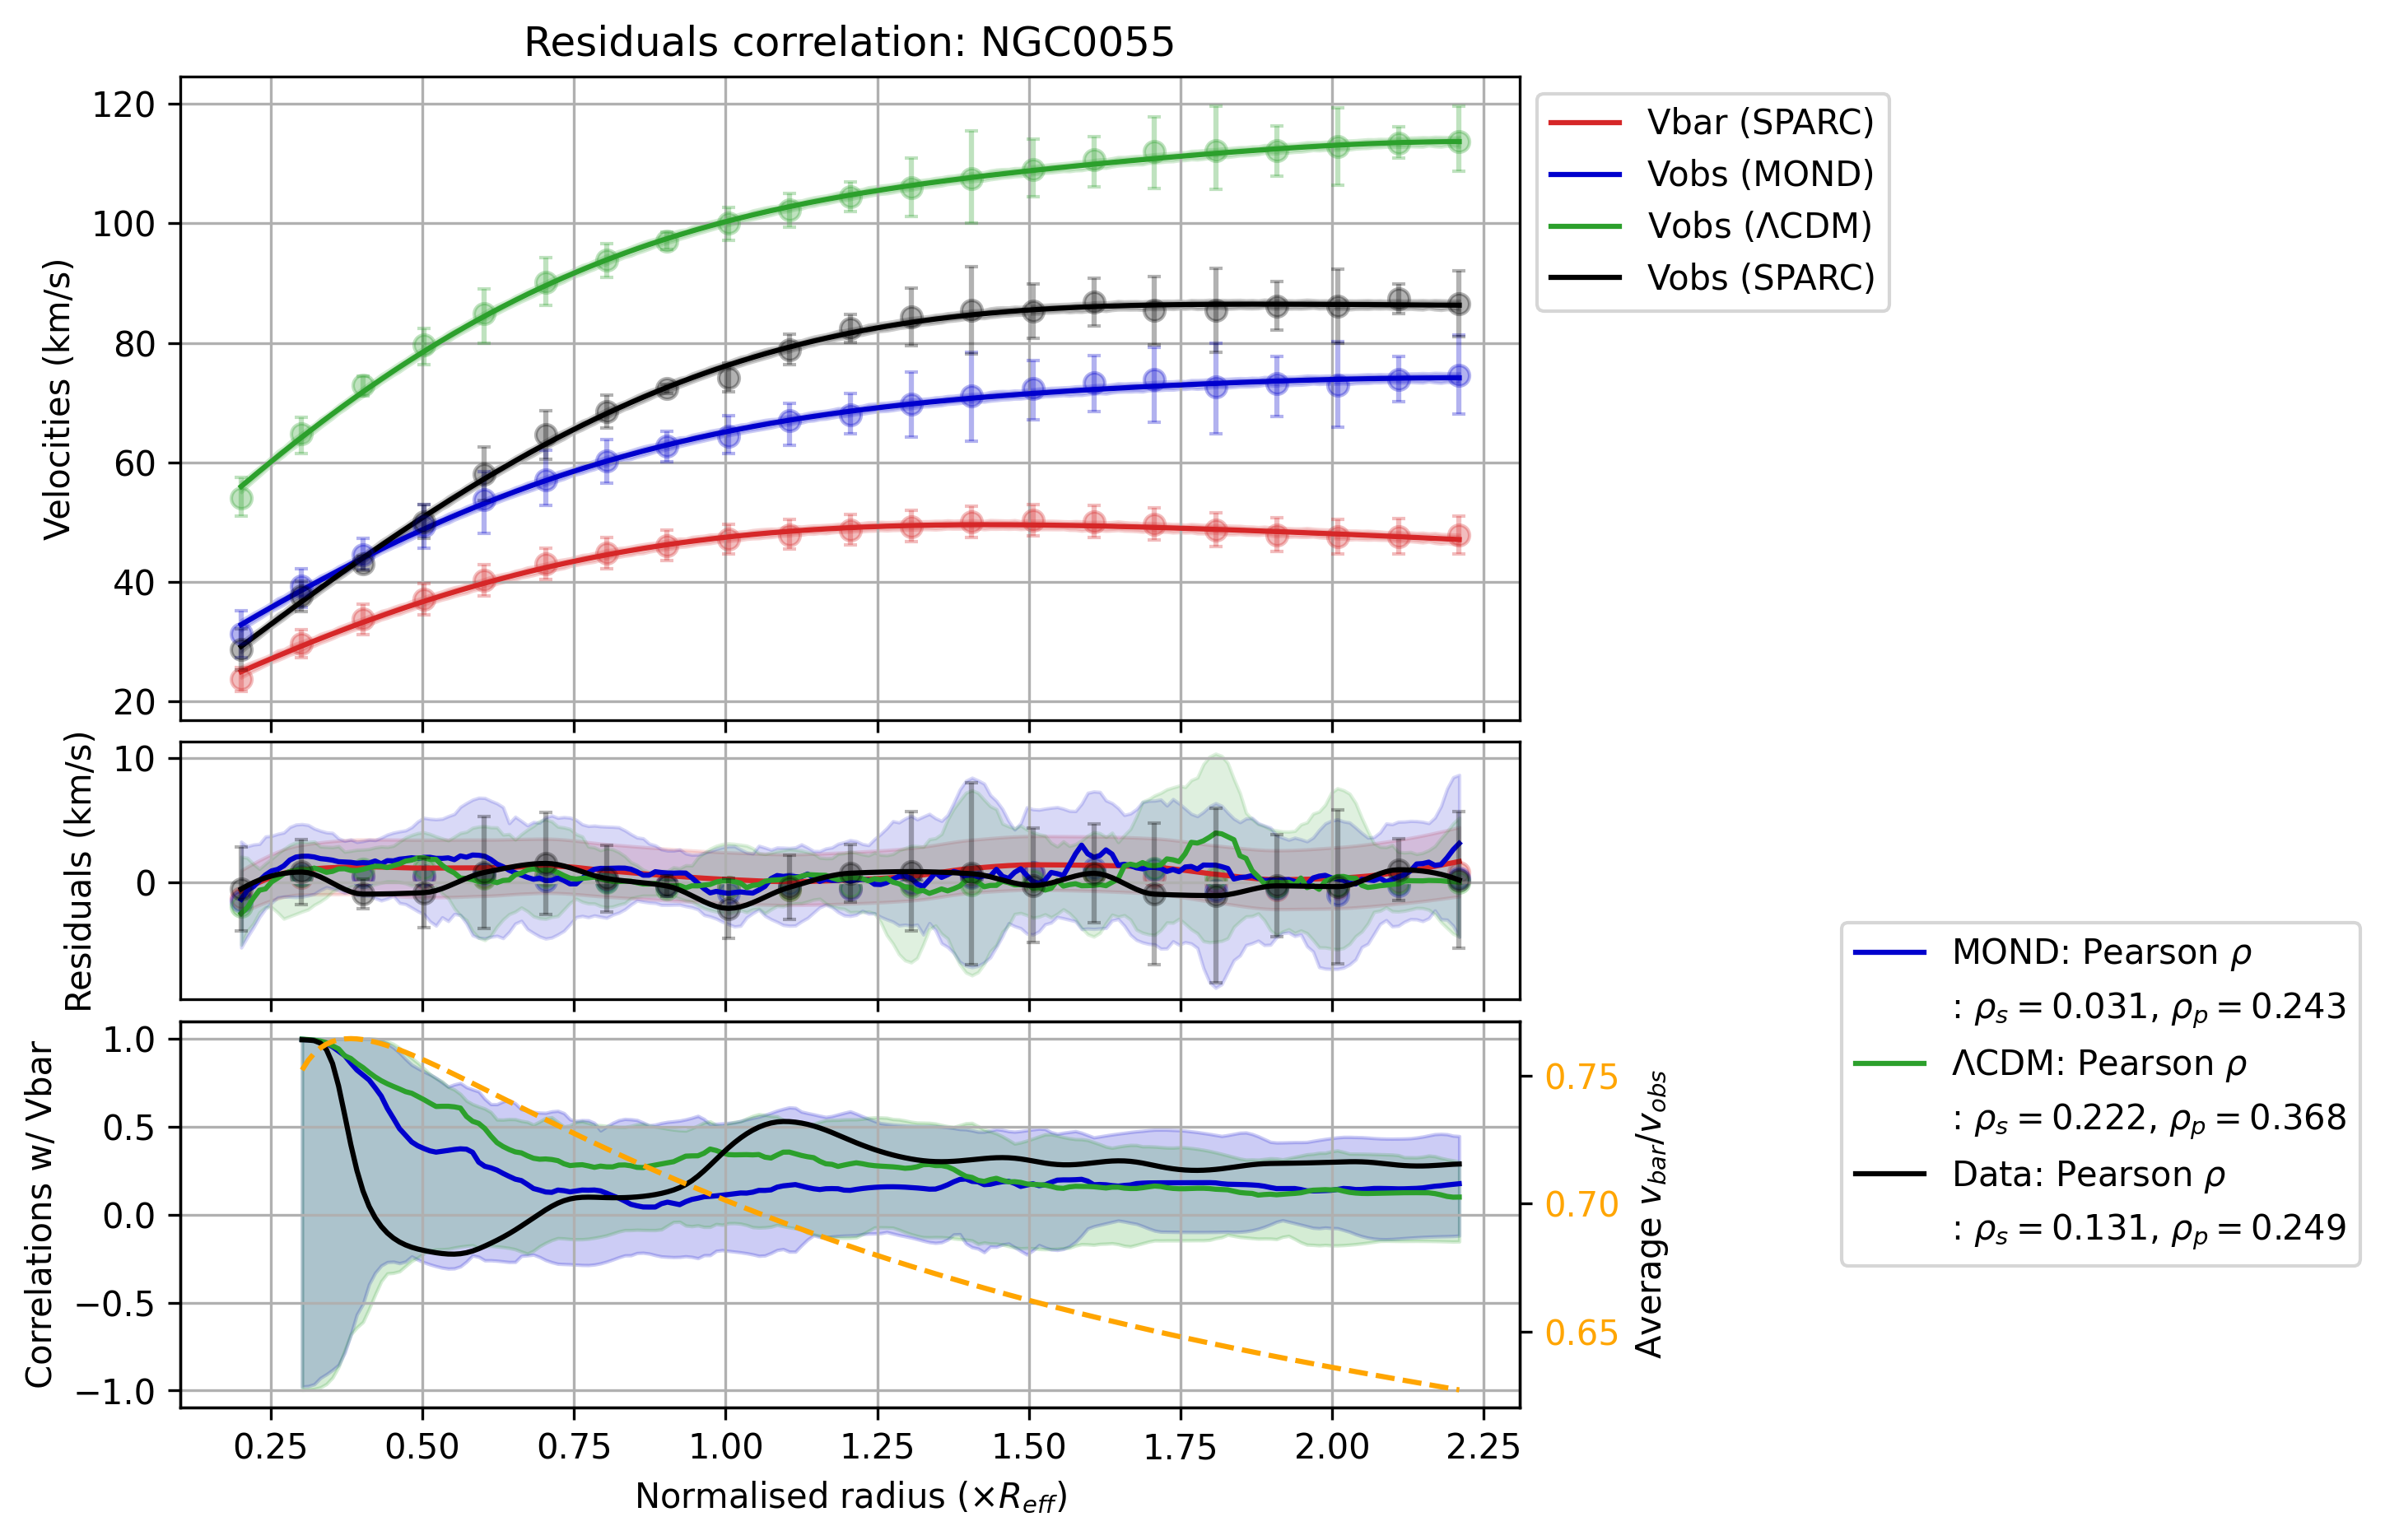 Residuals correlation: NGC0055
Velocities (km/s)
120
100
80
60
40
20
Vbar (SPARC)
Vobs (MOND)
Vobs (ΛCDM)
Vobs (SPARC)
Residuals (km/s)
10
0
Correlations w/ Vbar
1.0
0.5
0.0
−0.5
−1.0
0.75
0.70
0.65
Average v_bar/v_obs
MOND: Pearson ρ
: ρ_s = 0.031, ρ_p = 0.243
ΛCDM: Pearson ρ
: ρ_s = 0.222, ρ_p = 0.368
Data: Pearson ρ
: ρ_s = 0.131, ρ_p = 0.249
0.25 0.50 0.75 1.00 1.25 1.50 1.75 2.00 2.25
Normalised radius (×R_eff)